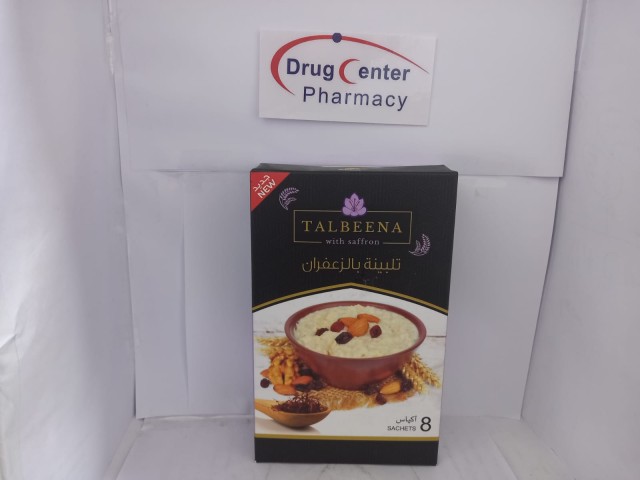 Drug Center
Pharmacy
جديد
NEW
TALBEENA
with saffron
تلبينة بالزعفران
أكياس
8
SACHETS